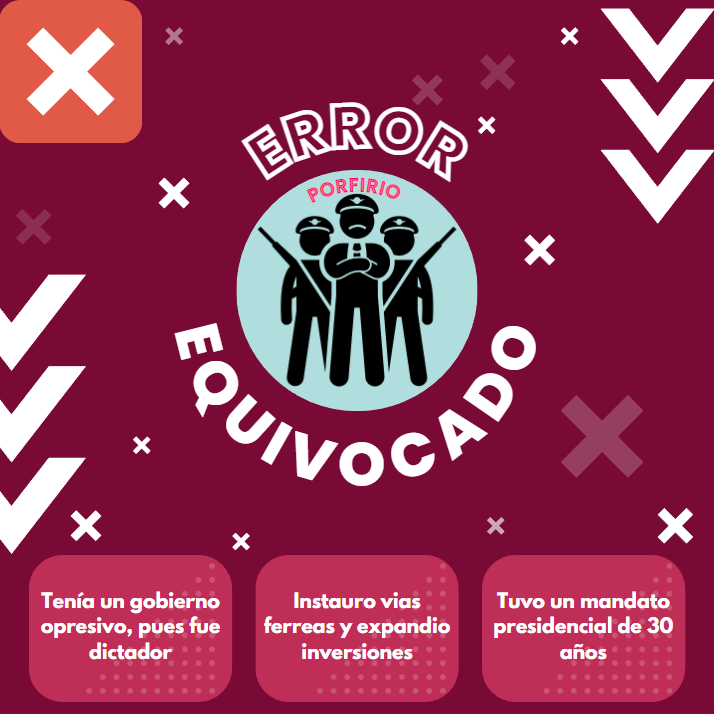 ERROR
PORFIRIO
EQUIVOCADO
Tenía un gobierno
opresivo, pues fue
dictador
Instauro vias
ferreas y expandio
inversiones
Tuvo un mandato
presidencial de 30
años